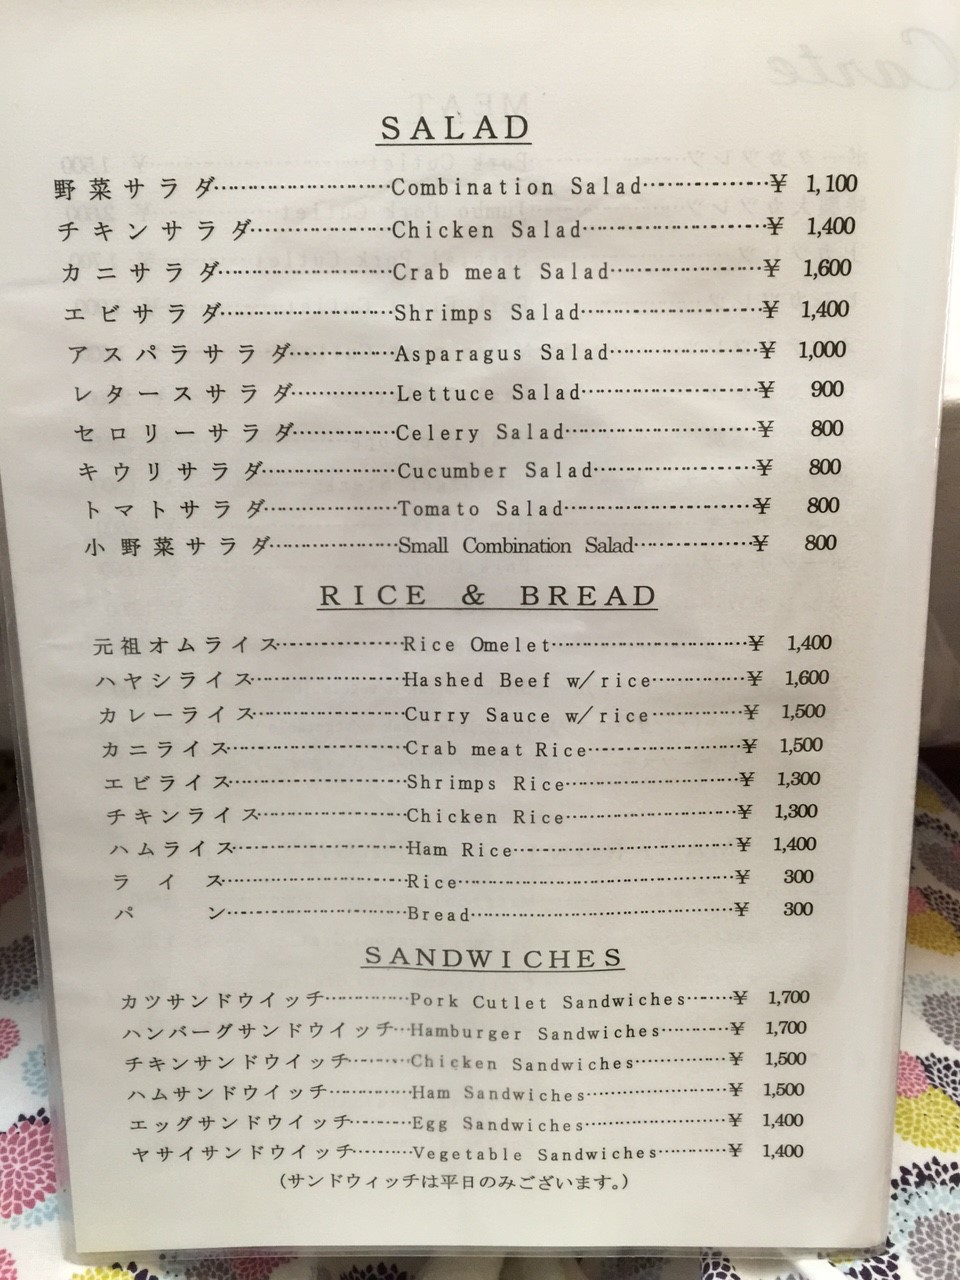 SALAD
野菜サラダ……………………Combination Salad……………¥ 1,100
チキンサラダ………………Chicken Salad……………………¥ 1,400
カニサラダ……………………Crab meat Salad………………¥ 1,600
エビサラダ……………………Shrimps Salad……………………¥ 1,400
アスパラサラダ……………Asparagus Salad………………¥ 1,000
レタースサラダ……………Lettuce Salad……………………¥ 900
セロリーサラダ……………Celery Salad………………………¥ 800
キウリサラダ………………Cucumber Salad…………………¥ 800
トマトサラダ………………Tomato Salad………………………¥ 800
小野菜サラダ………………Small Combination Salad……………¥ 800
RICE & BREAD
元祖オムライス……………Rice Omelet………………………¥ 1,400
ハヤシライス………………Hashed Beef w/rice……………¥ 1,600
カレーライス………………Curry Sauce w/rice……………¥ 1,500
カニライス……………………Crab meat Rice…………………¥ 1,500
エビライス……………………Shrimps Rice……………………¥ 1,300
チキンライス………………Chicken Rice……………………¥ 1,300
ハムライス……………………Ham Rice……………………………¥ 1,400
ライス……………………Rice…………………………………¥ 300
パン……………………Bread…………………………………¥ 300
SANDWICHES
カツサンドウイッチ…………Pork Cutlet Sandwiches……¥ 1,700
ハンバーグサンドウイッチ…Hamburger Sandwiches………¥ 1,700
チキンサンドウイッチ………Chicken Sandwiches…………¥ 1,500
ハムサンドウイッチ…………Ham Sandwiches………………¥ 1,500
エッグサンドウイッチ………Egg Sandwiches………………¥ 1,400
ヤサイサンドウイッチ………Vegetable Sandwiches………¥ 1,400
(サンドウィッチは平日のみございます。)